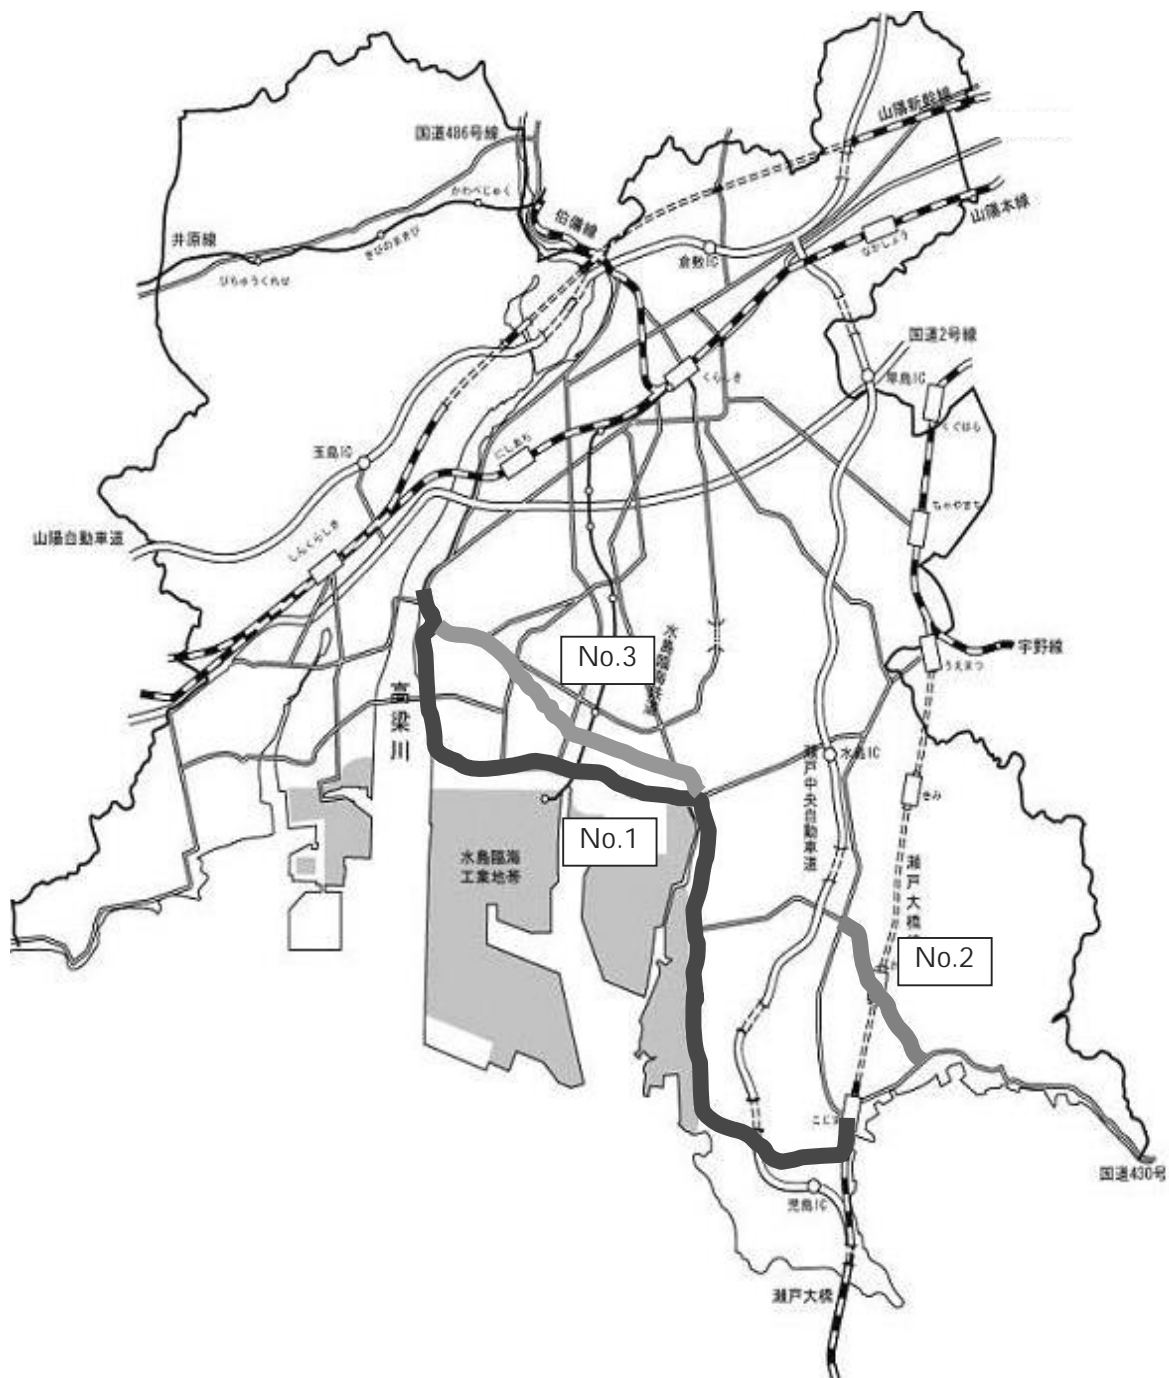 山陽新幹線
国道486号線
かわべじゅく
伯備線
山陽本線
井原線
きびのまきび
倉敷IC
なかしょう
びちゅうくれせ
国道2号線
くらしき
早島IC
くぐはら
玉島IC
にしあち
ちゃやまち
山陽自動車道
しんくらしき
No.3
宇野線
うえまつ
高梁川
水島IC
瀬戸中央自動車道
きみ
No.1
水島臨海
工業地帯
瀬戸大橋
No.2
こじま
国道430号
児島IC
瀬戸大橋